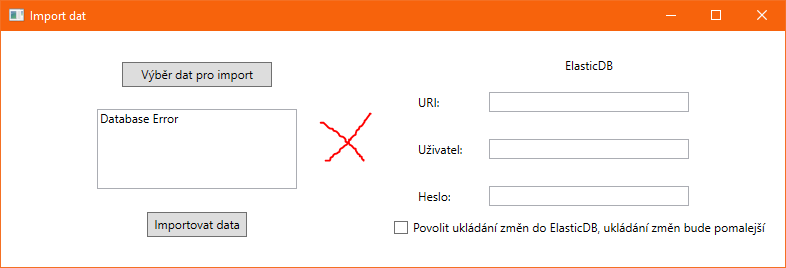 Import dat
Výběr dat pro import
Database Error
Importovat data
ElasticDB
URI:
Uživatel:
Heslo:
Povolit ukládání změn do ElasticDB, ukládání změn bude pomalejší